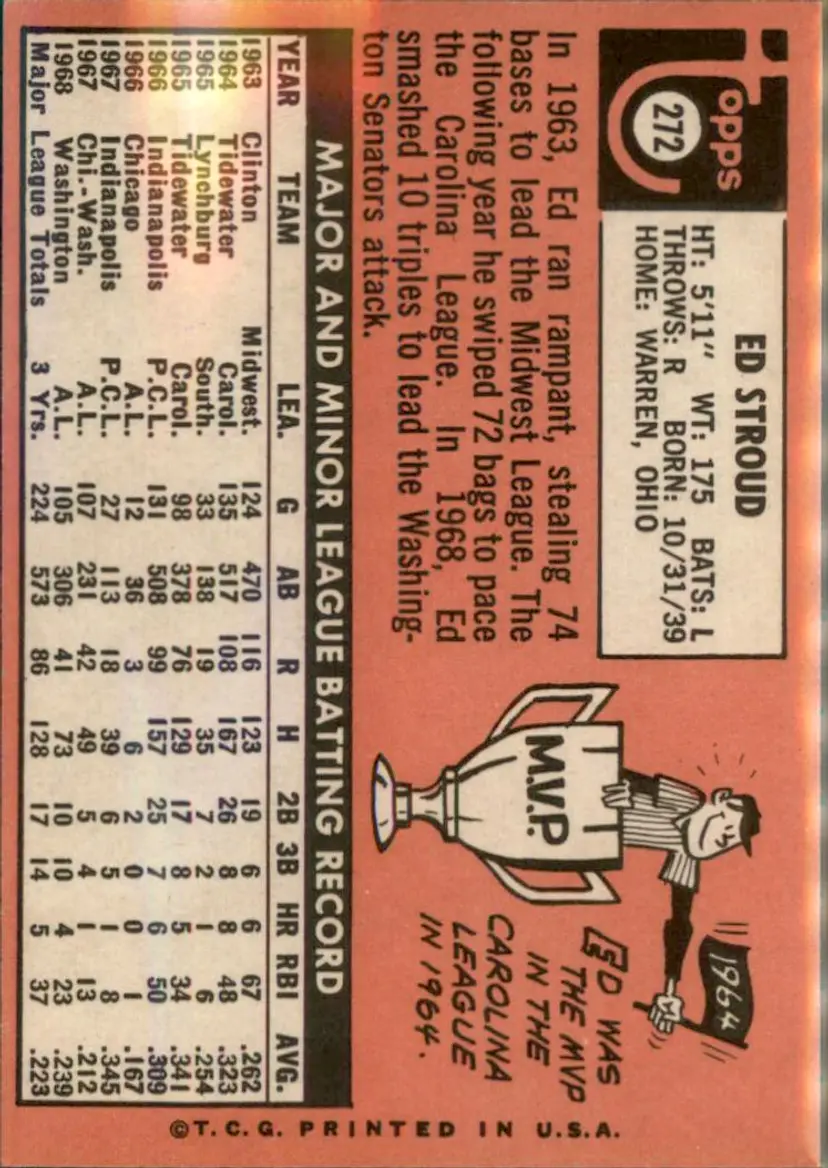 Topps
272
ED STROUD
HT: 5'11" WT: 175 BATS: L
THROWS: R BORN: 10/31/39
HOME: WARREN, OHIO
In 1963, Ed ran rampant, stealing 74
bases to lead the Midwest League. The
following year he swiped 72 bags to pace
the Carolina League. In 1968, Ed
smashed 10 triples to lead the Washing-
ton Senators attack.
1964
M.V.P.
ED WAS
THE MVP
IN THE
CAROLINA
LEAGUE
IN 1964.
MAJOR AND MINOR LEAGUE BATTING RECORD
YEAR TEAM LEA. G AB R H 2B 3B HR RBI AVG.
1963 Clinton Midwest. 124 470 116 123 19 6 6 67 .262
1964 Tidewater Carol. 135 517 108 167 26 8 8 48 .323
1965 Lynchburg South. 33 138 19 35 7 2 1 6 .254
1965 Tidewater Carol. 98 378 76 129 17 8 5 34 .341
1966 Indianapolis P.C.L. 131 508 99 157 25 7 6 50 .309
1966 Chicago A.L. 12 36 3 6 2 0 0 1 .167
1967 Indianapolis P.C.L. 27 113 18 39 6 5 1 8 .345
1967 Chi.-Wash. A.L. 107 231 42 49 5 4 1 13 .212
1968 Washington A.L. 105 306 41 73 10 10 4 23 .239
Major League Totals 3 Yrs. 224 573 86 128 17 14 5 37 .223
©T.C.G. PRINTED IN U.S.A.